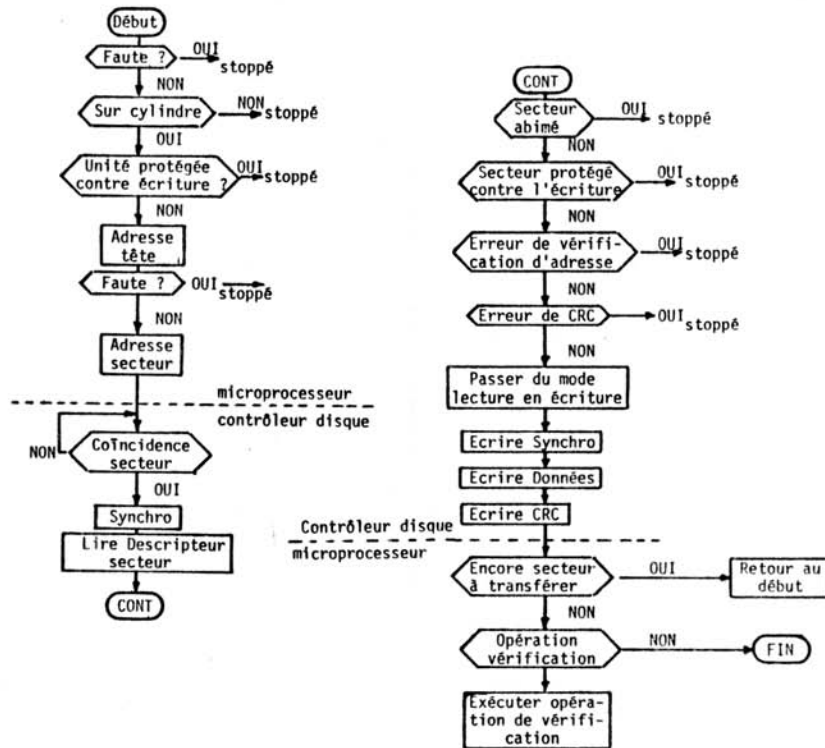 Début
Faute ?
OUI
stoppé
NON
Sur cylindre
NON
stoppé
OUI
Unité protégée
contre écriture ?
OUI
stoppé
NON
Adresse
tête
Faute ?
OUI
stoppé
NON
Adresse
secteur
microprocesseur
contrôleur disque
NON
Coïncidence
secteur
OUI
Synchro
Lire Descripteur
secteur
CONT
CONT
Secteur
abimé
OUI
stoppé
NON
Secteur protégé
contre l'écriture
OUI
stoppé
NON
Erreur de vérifi-
cation d'adresse
OUI
stoppé
NON
Erreur de CRC
OUI
stoppé
NON
Passer du mode
lecture en écriture
Ecrire Synchro
Ecrire Données
Ecrire CRC
Contrôleur disque
microprocesseur
Encore secteur
à transférer
OUI
Retour au
début
NON
Opération
vérification
NON
FIN
Exécuter opéra-
tion de vérifi-
cation